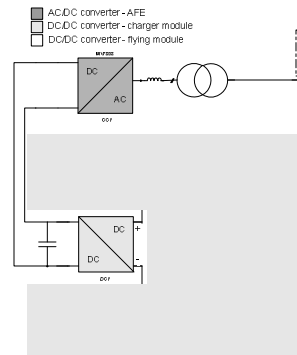 AC/DC converter - AFE
DC/DC converter - charger module
DC/DC converter - flying module
DC
AC
DC
+
DC
-